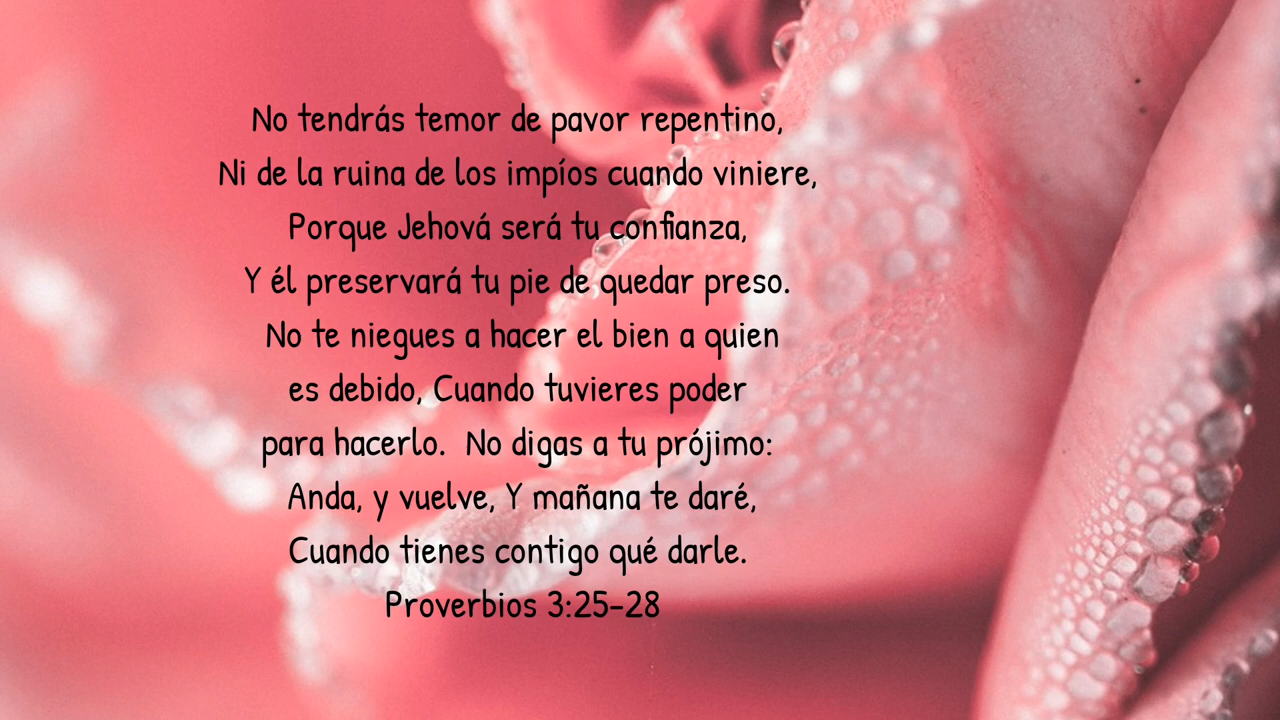 No tendrás temor de pavor repentino,
Ni de la ruina de los impíos cuando viniere,
Porque Jehová será tu confianza,
Y él preservará tu pie de quedar preso.
No te niegues a hacer el bien a quien
es debido, Cuando tuvieres poder
para hacerlo.  No digas a tu prójimo:
Anda, y vuelve, Y mañana te daré,
Cuando tienes contigo qué darle.
Proverbios 3:25-28